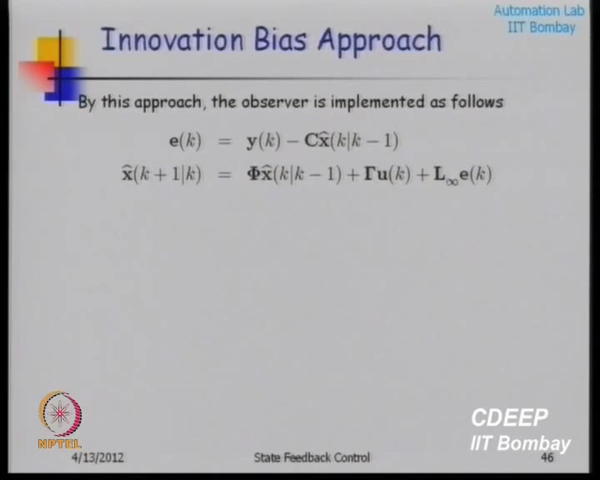 Automation Lab
IIT Bombay
Innovation Bias Approach
By this approach, the observer is implemented as follows
e(k) = y(k) − Cx̂(k|k − 1)
x̂(k + 1|k) = Φx̂(k|k − 1) + Γu(k) + L∞e(k)
NPTEL
CDEEP
IIT Bombay
4/13/2012 State Feedback Control 46